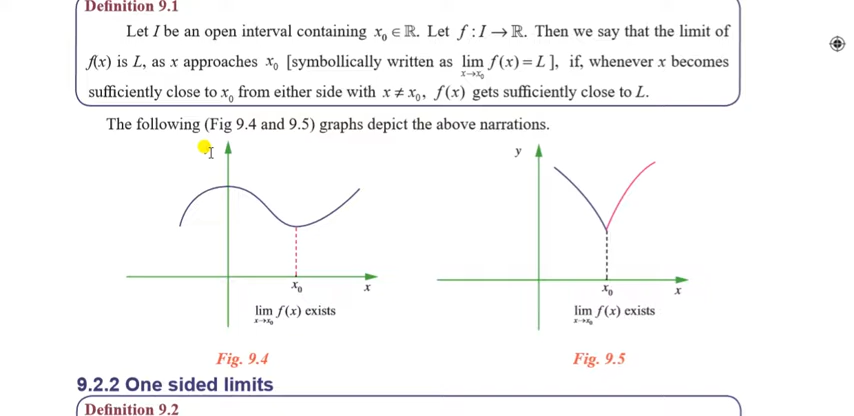 Definition 9.1
Let I be an open interval containing x₀ ∈ ℝ. Let f : I → ℝ. Then we say that the limit of
f(x) is L, as x approaches x₀ [symbollically written as lim x→x₀ f(x) = L ], if, whenever x becomes
sufficiently close to x₀ from either side with x ≠ x₀, f(x) gets sufficiently close to L.
The following (Fig 9.4 and 9.5) graphs depict the above narrations.
y
x₀ x
x₀ x
lim x→x₀ f(x) exists
lim x→x₀ f(x) exists
Fig. 9.4
Fig. 9.5
9.2.2 One sided limits
Definition 9.2